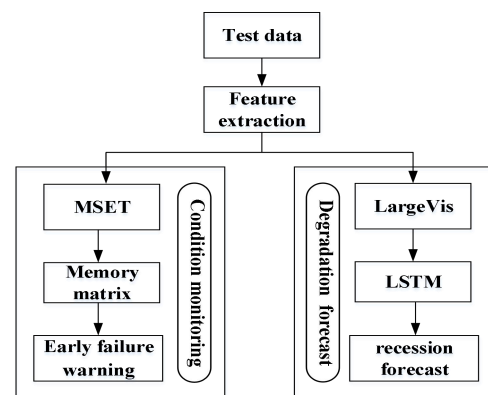 Test data
Feature
extraction
MSET
Memory
matrix
Early failure
warning
Condition monitoring
Degradation forecast
LargeVis
LSTM
recession
forecast